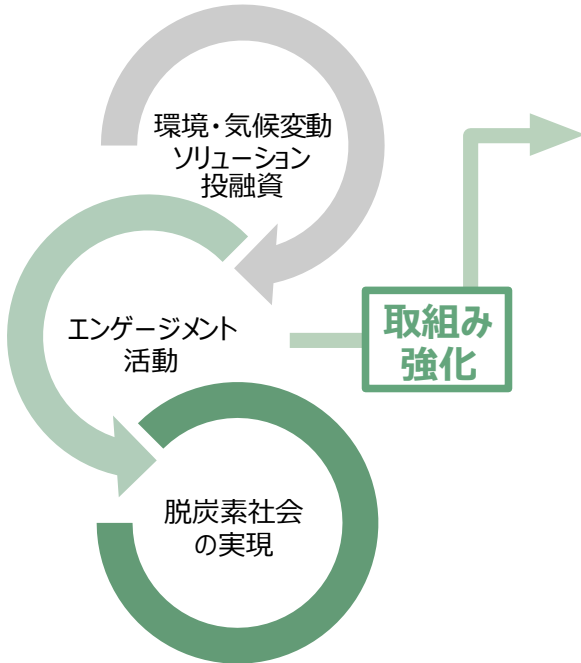 環境・気候変動
ソリューション
投融資
エンゲージメント
活動
取組み
強化
脱炭素社会
の実現